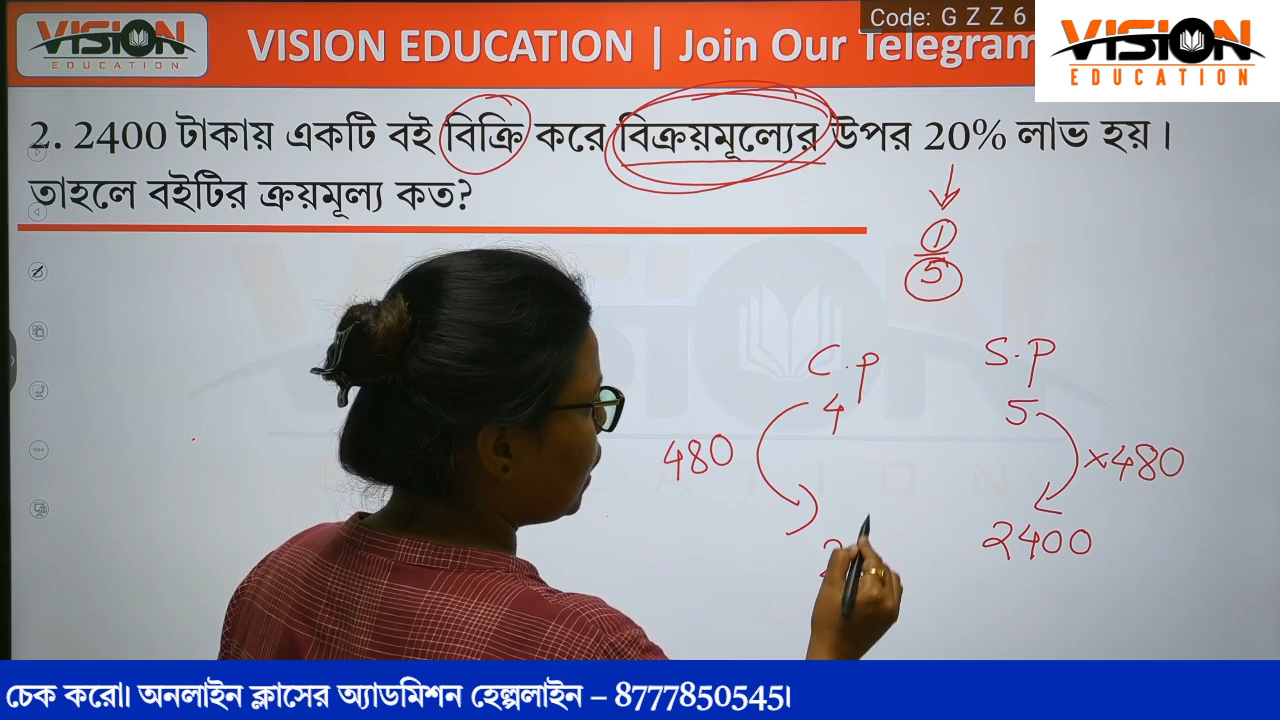 VISION
EDUCATION
VISION EDUCATION | Join Our Telegram
Code: G Z Z 6
VISION
EDUCATION
2. 2400 টাকায় একটি বই বিক্রি করে বিক্রয়মূল্যের উপর 20% লাভ হয়।
তাহলে বইটির ক্রয়মূল্য কত?
1
5
C.P S.P
4 5
480 ×480
2400
চেক করো। অনলাইন ক্লাসের অ্যাডমিশন হেল্পলাইন – 8777850545।